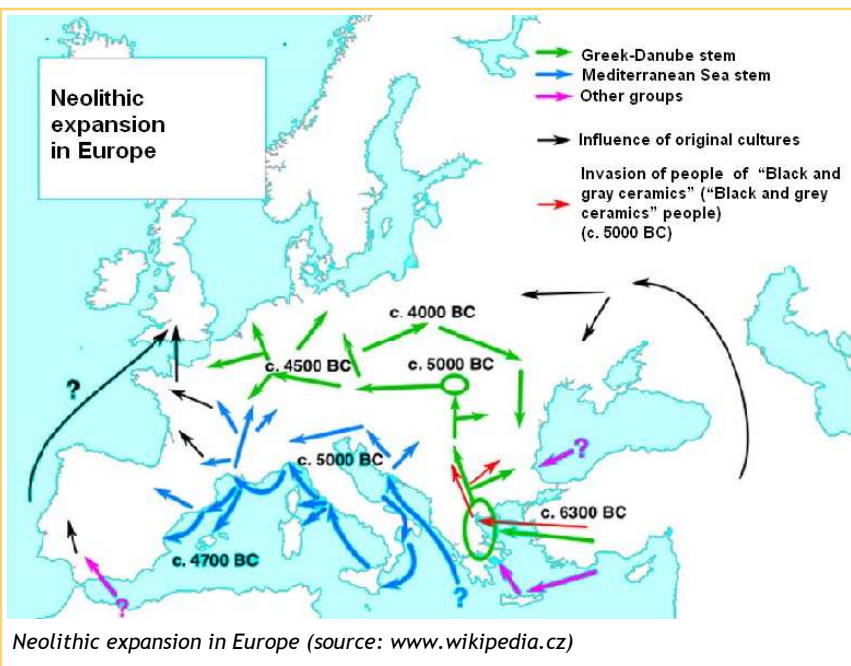 Neolithic
expansion
in Europe
Greek-Danube stem
Mediterranean Sea stem
Other groups
Influence of original cultures
Invasion of people of “Black and
gray ceramics” (“Black and grey
ceramics” people)
(c. 5000 BC)
c. 4000 BC
c. 4500 BC
c. 5000 BC
?
?
c. 5000 BC
c. 6300 BC
c. 4700 BC
?
?
Neolithic expansion in Europe (source: www.wikipedia.cz)